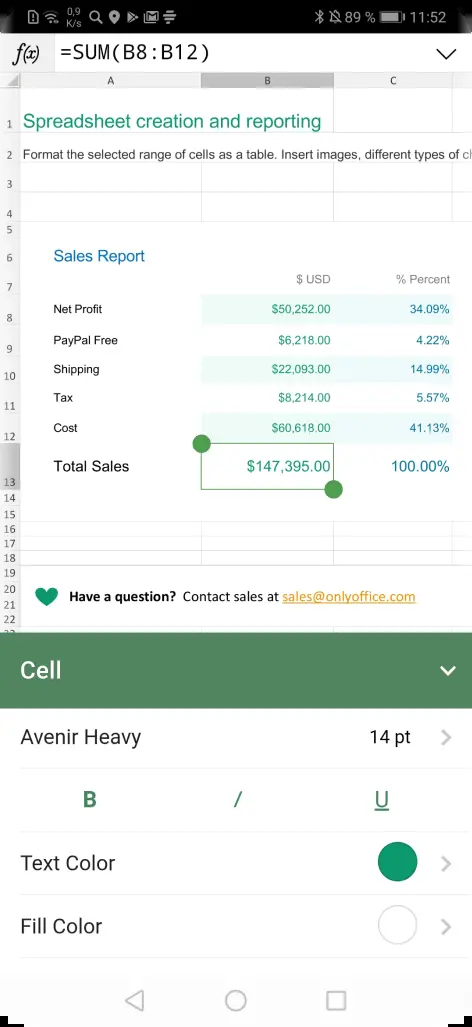 0,9 K/s 89 % 11:52
f(x) =SUM(B8:B12)
A B C
1 Spreadsheet creation and reporting
2 Format the selected range of cells as a table. Insert images, different types of
3
4
5
6 Sales Report
7 $ USD % Percent
8 Net Profit $50,252.00 34.09%
9 PayPal Free $6,218.00 4.22%
10 Shipping $22,093.00 14.99%
11 Tax $8,214.00 5.57%
12 Cost $60,618.00 41.13%
13 Total Sales $147,395.00 100.00%
14
15
16
17
18
19
20 Have a question? Contact sales at sales@onlyoffice.com
21
22
Cell
Avenir Heavy 14 pt
B / U
Text Color
Fill Color